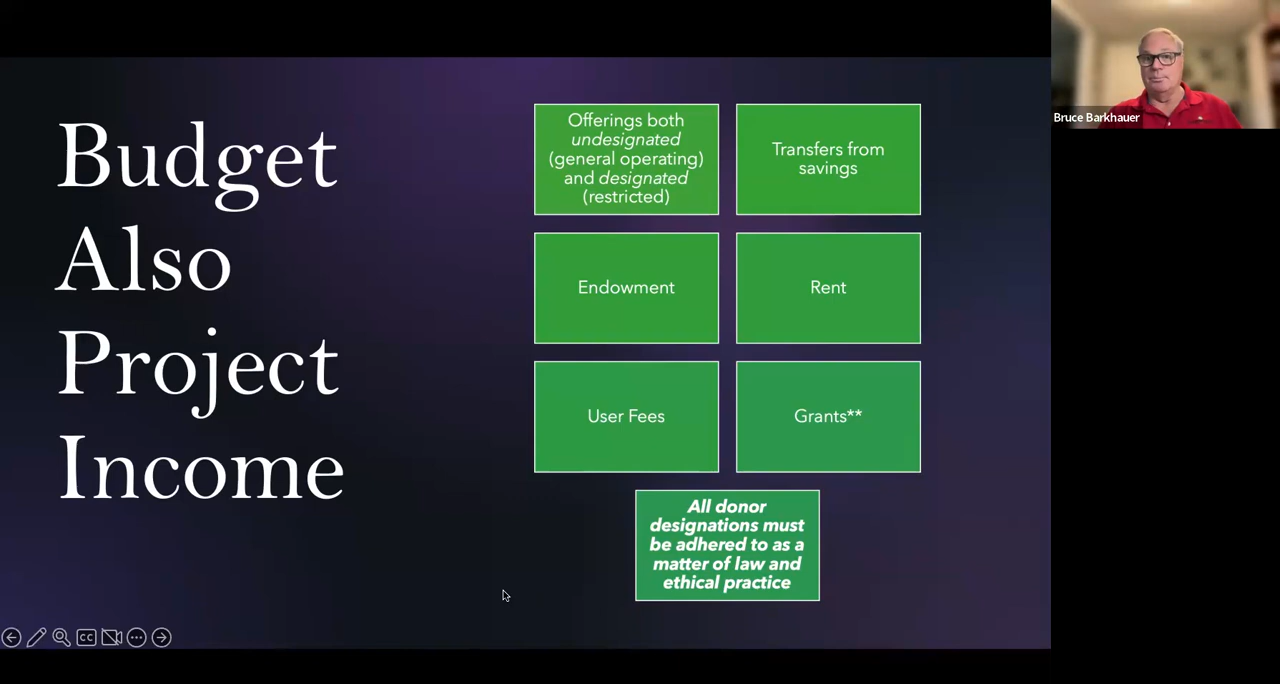 Budget
Also
Project
Income
Offerings both
undesignated
(general operating)
and designated
(restricted)
Transfers from
savings
Endowment
Rent
User Fees
Grants**
All donor
designations must
be adhered to as a
matter of law and
ethical practice
Bruce Barkhauer
CC